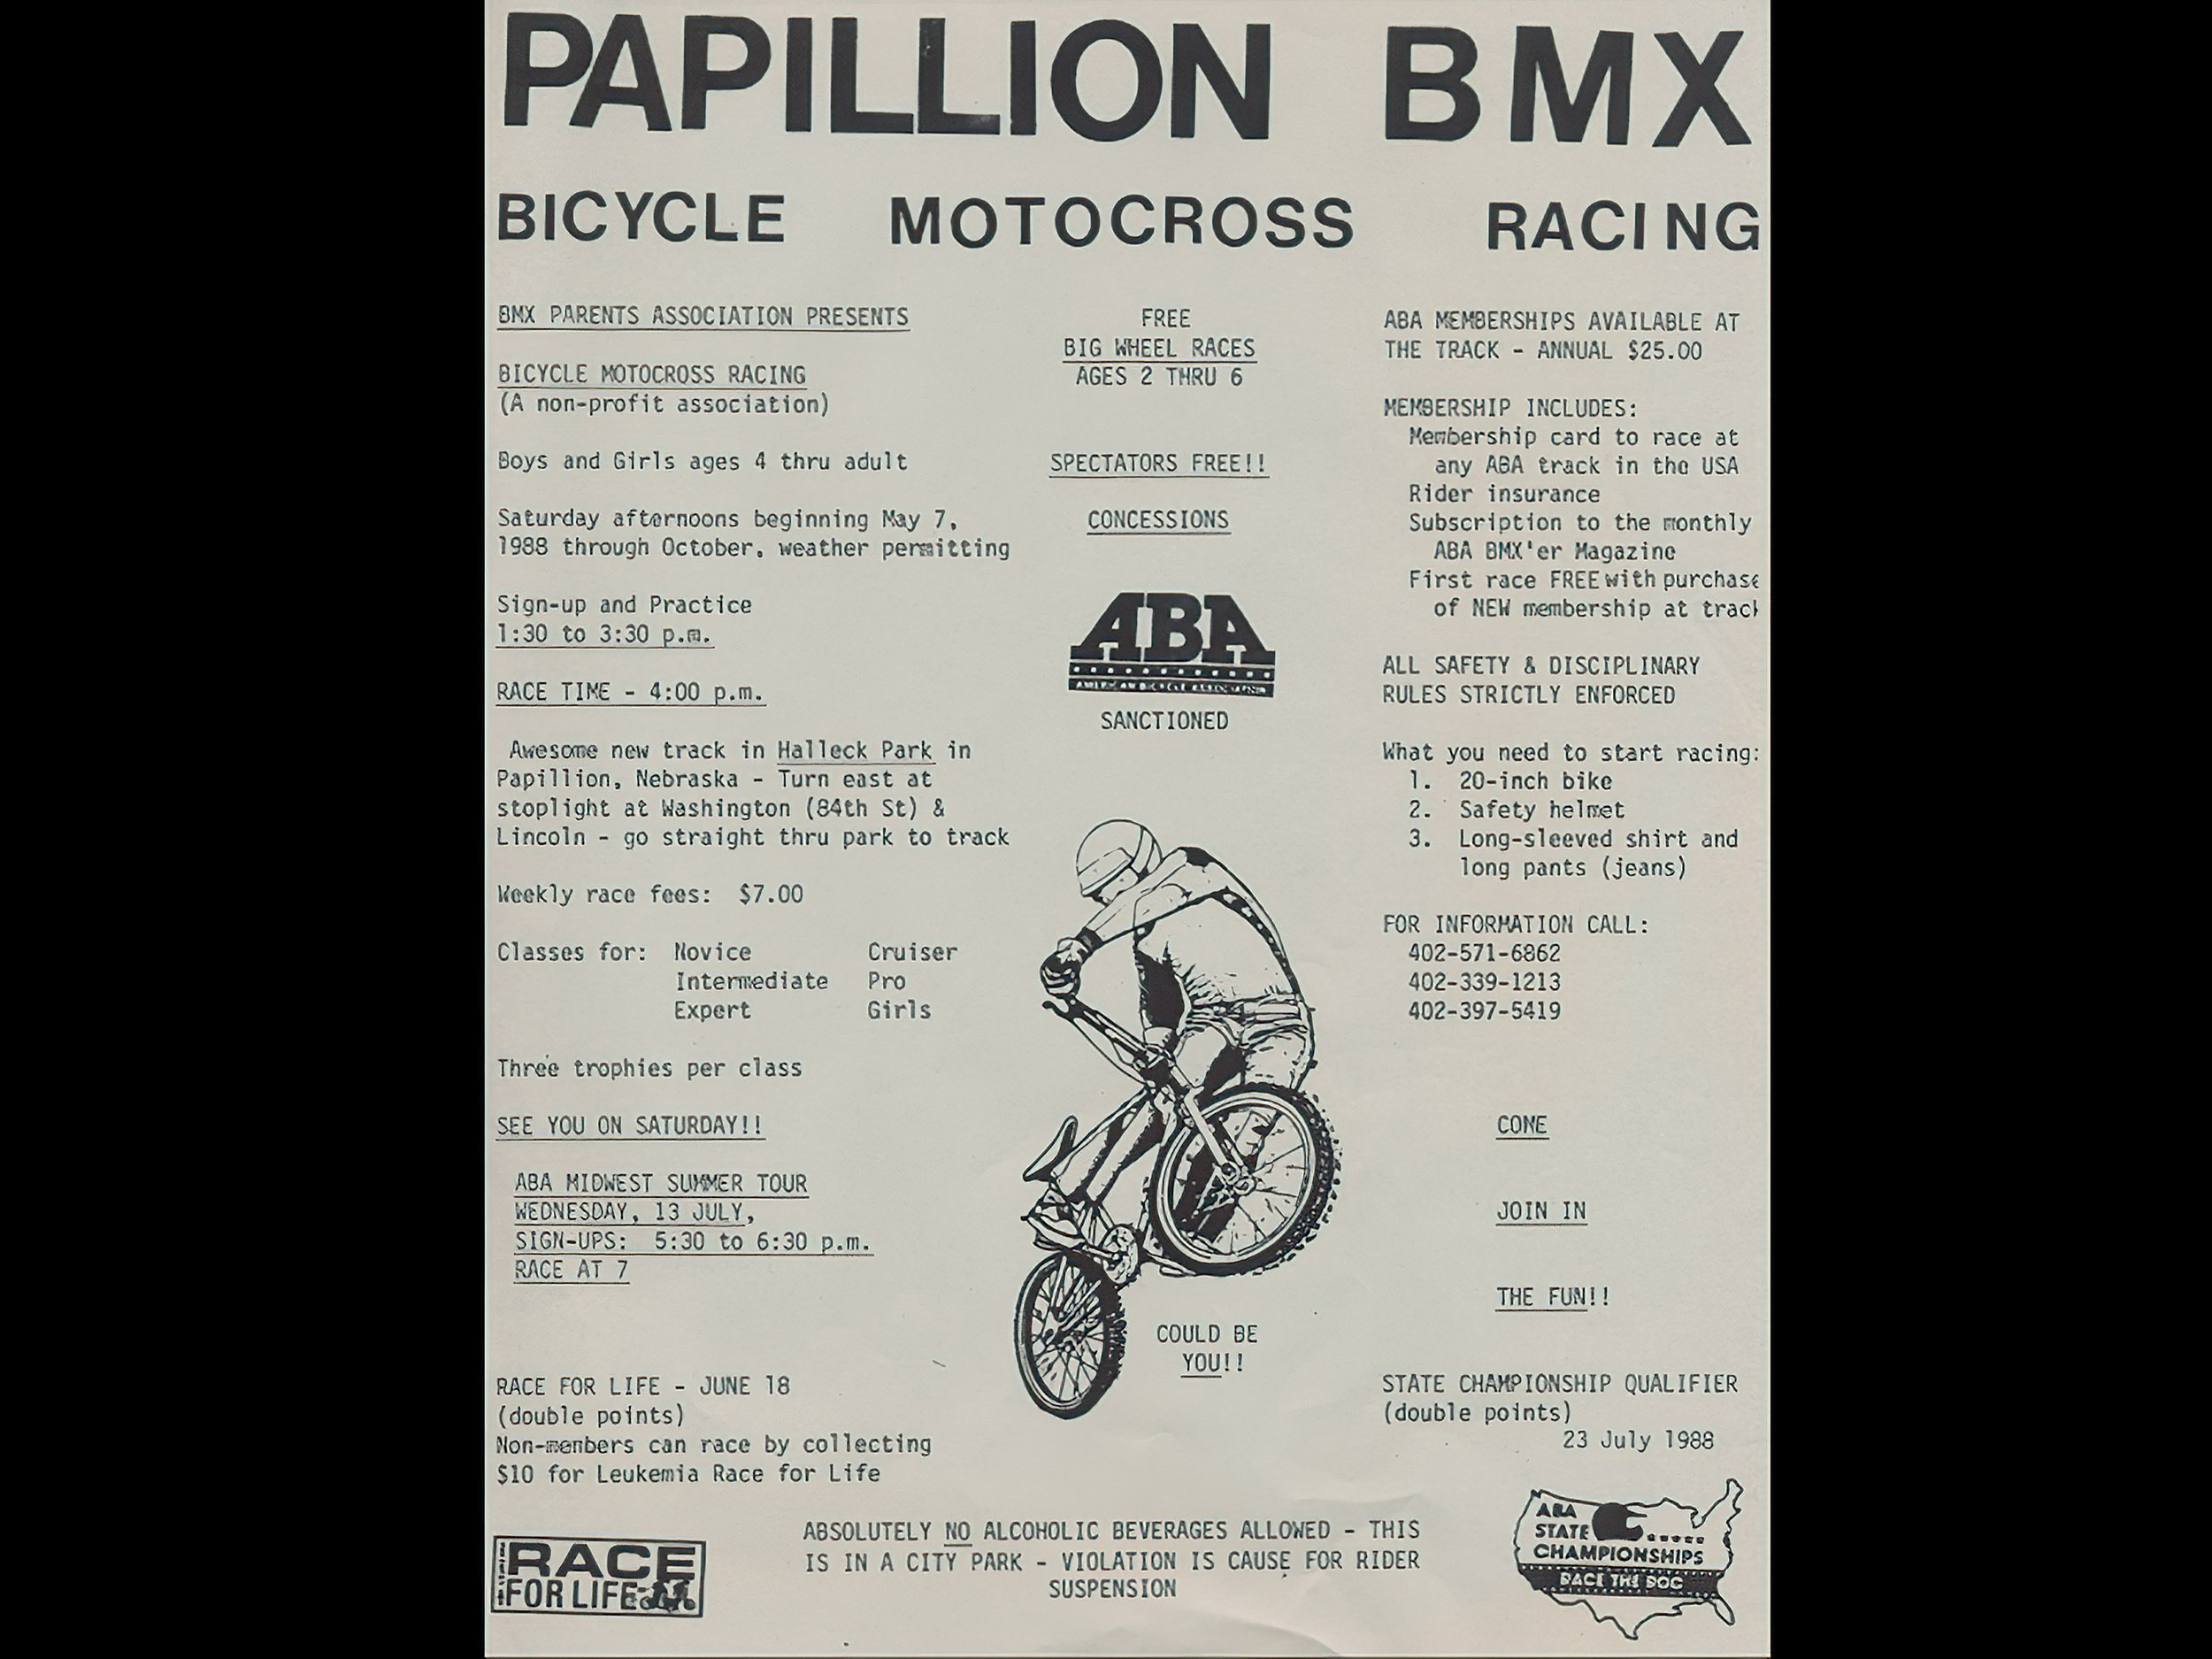 PAPILLION BMX
BICYCLE MOTOCROSS RACING
BMX PARENTS ASSOCIATION PRESENTS
BICYCLE MOTOCROSS RACING
(A non-profit association)
Boys and Girls ages 4 thru adult
Saturday afternoons beginning May 7,
1988 through October, weather permitting
Sign-up and Practice
1:30 to 3:30 p.m.
RACE TIME - 4:00 p.m.
Awesome new track in Halleck Park in
Papillion, Nebraska - Turn east at
stoplight at Washington (84th St) &
Lincoln - go straight thru park to track
Weekly race fees: $7.00
Classes for: Novice Cruiser
Intermediate Pro
Expert Girls
Three trophies per class
SEE YOU ON SATURDAY!!
ABA MIDWEST SUMMER TOUR
WEDNESDAY, 13 JULY,
SIGN-UPS: 5:30 to 6:30 p.m.
RACE AT 7
RACE FOR LIFE - JUNE 18
(double points)
Non-members can race by collecting
$10 for Leukemia Race for Life
RACE
FOR LIFE
FREE
BIG WHEEL RACES
AGES 2 THRU 6
SPECTATORS FREE!!
CONCESSIONS
ABA
AMERICAN BICYCLE ASSOCIATION
SANCTIONED
COULD BE
YOU!!
ABA MEMBERSHIPS AVAILABLE AT
THE TRACK - ANNUAL $25.00
MEMBERSHIP INCLUDES:
Membership card to race at
any ABA track in the USA
Rider insurance
Subscription to the monthly
ABA BMX'er Magazine
First race FREE with purchase
of NEW membership at track
ALL SAFETY & DISCIPLINARY
RULES STRICTLY ENFORCED
What you need to start racing:
1. 20-inch bike
2. Safety helmet
3. Long-sleeved shirt and
long pants (jeans)
FOR INFORMATION CALL:
402-571-6862
402-339-1213
402-397-5419
COME
JOIN IN
THE FUN!!
STATE CHAMPIONSHIP QUALIFIER
(double points)
23 July 1988
ABA
STATE
CHAMPIONSHIPS
RACE THE DOG
ABSOLUTELY NO ALCOHOLIC BEVERAGES ALLOWED - THIS
IS IN A CITY PARK - VIOLATION IS CAUSE FOR RIDER
SUSPENSION